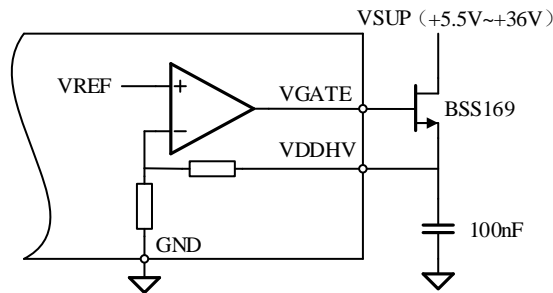 VSUP（+5.5V~+36V）
VREF
+
VGATE
BSS169
−
VDDHV
GND
100nF